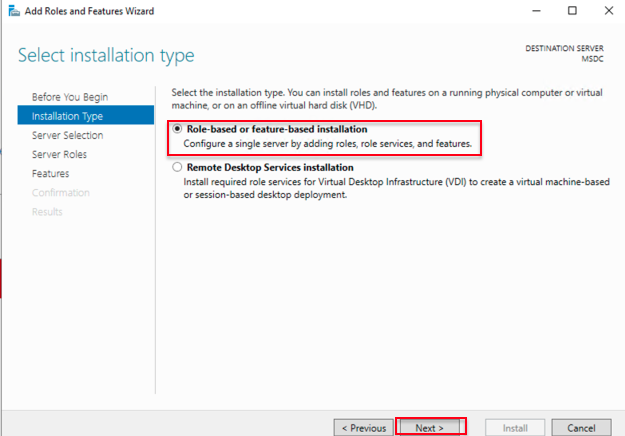 Add Roles and Features Wizard
Select installation type
DESTINATION SERVER
MSDC
Before You Begin
Installation Type
Server Selection
Server Roles
Features
Confirmation
Results
Select the installation type. You can install roles and features on a running physical computer or virtual
machine, or on an offline virtual hard disk (VHD).
Role-based or feature-based installation
Configure a single server by adding roles, role services, and features.
Remote Desktop Services installation
Install required role services for Virtual Desktop Infrastructure (VDI) to create a virtual machine-based
or session-based desktop deployment.
< Previous
Next >
Install
Cancel